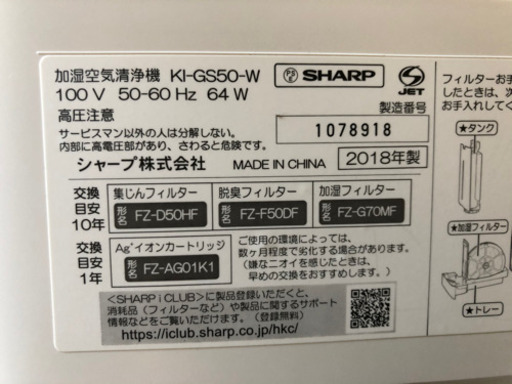 加湿空気清浄機 KI-GS50-W
100 V 50-60 Hz 64 W
高圧注意
サービスマン以外の人は分解しない。
内部に高電圧部があり、さわると危険です。
シャープ株式会社 MADE IN CHINA 2018年製
PS E SHARP
JET
製造番号
1078918
交換目安10年
集じんフィルター 形名 FZ-D50HF
脱臭フィルター 形名 FZ-F50DF
加湿フィルター 形名 FZ-G70MF
交換目安1年
Ag⁺イオンカートリッジ 形名 FZ-AG01K1
ご使用の環境によっては、
数ヶ月程度で劣化する場合があります。
(嫌なニオイを感じたときは、
早めの交換をおすすめします。)
<SHARP i CLUB>に製品登録いただくと、
消耗品(フィルターなど)や製品に関するサポート
情報などをご覧いただけます。(登録無料)
https://iclub.sharp.co.jp/hkc/
フィルターお手
したときは、次
お手入れしてく
★タンク
★加湿フィルター
★トレー